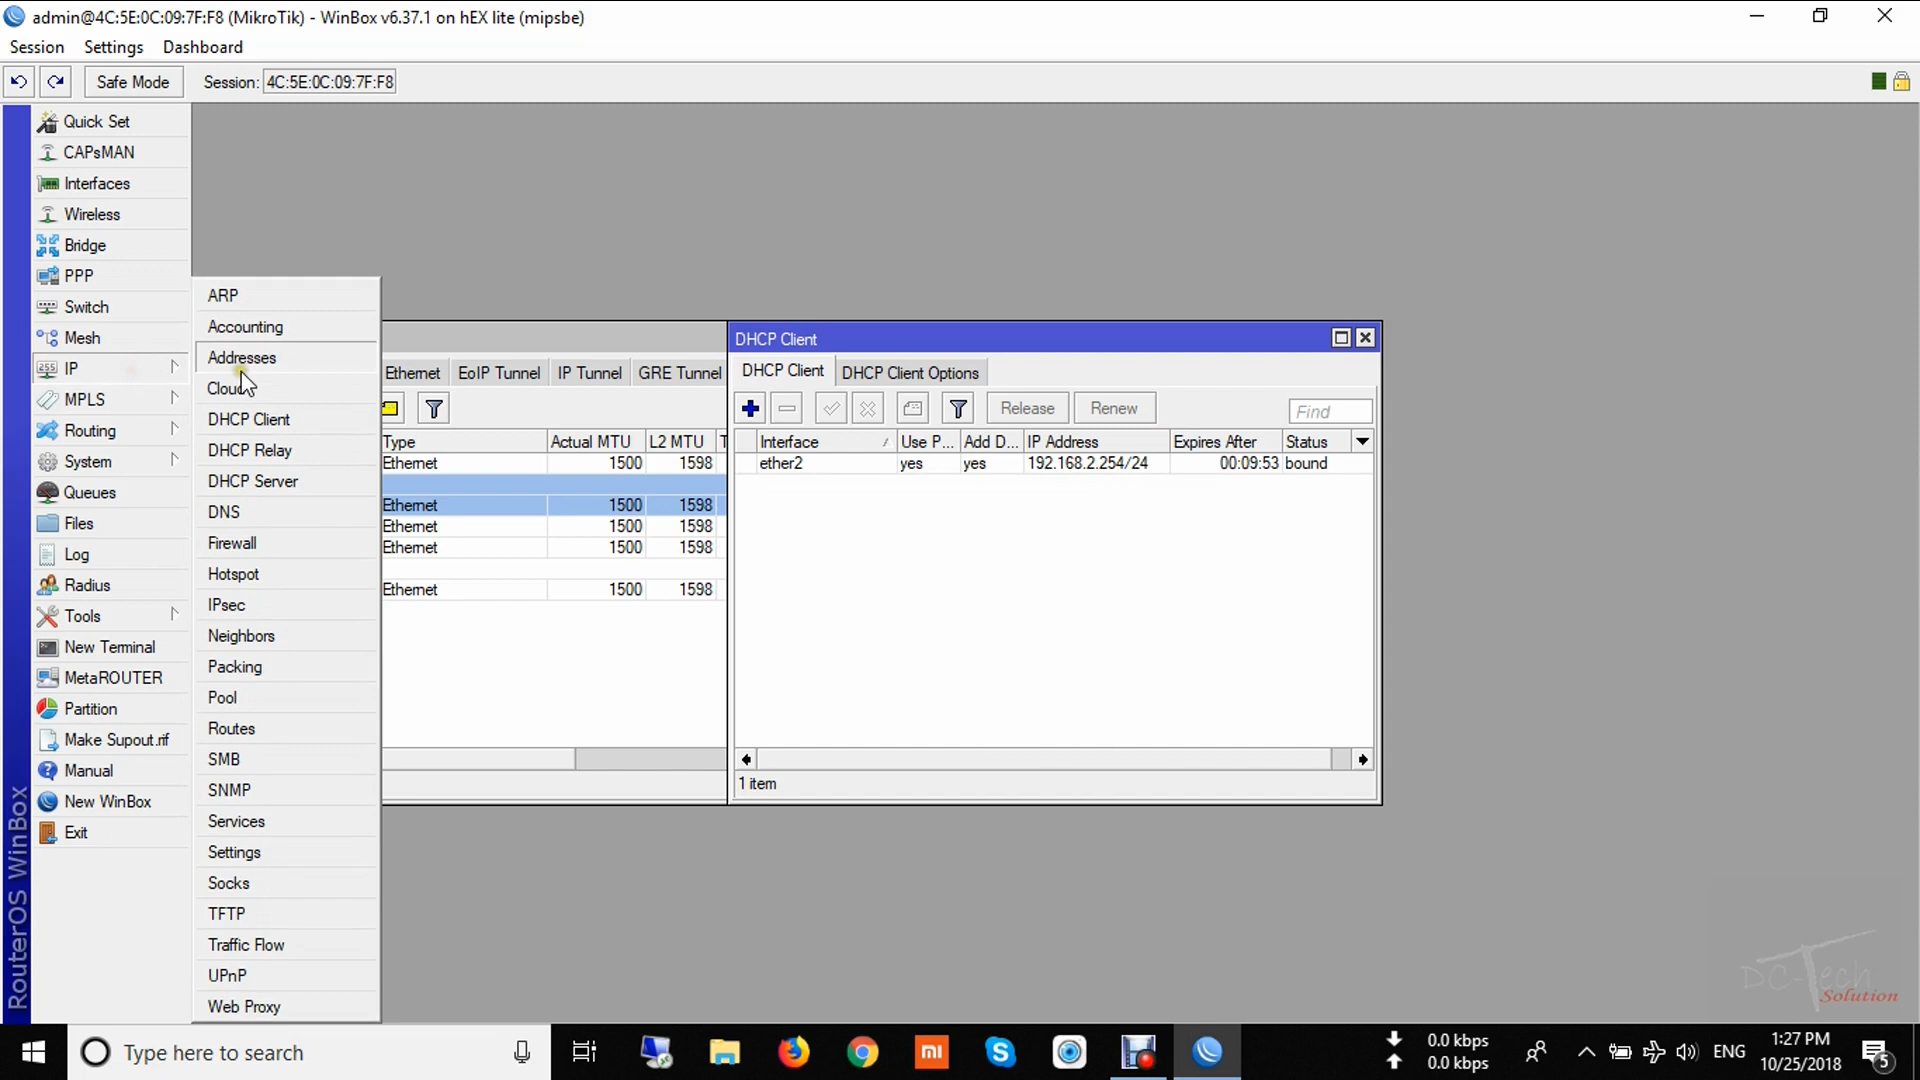 admin@4C:5E:0C:09:7F:F8 (MikroTik) - WinBox v6.37.1 on hEX lite (mipsbe)
Session Settings Dashboard
Safe Mode Session: 4C:5E:0C:09:7F:F8
Quick Set
CAPsMAN
Interfaces
Wireless
Bridge
PPP
Switch
Mesh
IP
MPLS
Routing
System
Queues
Files
Log
Radius
Tools
New Terminal
MetaROUTER
Partition
Make Supout.rif
Manual
New WinBox
Exit
RouterOS WinBox
ARP
Accounting
Addresses
Cloud
DHCP Client
DHCP Relay
DHCP Server
DNS
Firewall
Hotspot
IPsec
Neighbors
Packing
Pool
Routes
SMB
SNMP
Services
Settings
Socks
TFTP
Traffic Flow
UPnP
Web Proxy
Ethernet EoIP Tunnel IP Tunnel GRE Tunnel
Type Actual MTU L2 MTU T
Ethernet 1500 1598
Ethernet 1500 1598
Ethernet 1500 1598
Ethernet 1500 1598
Ethernet 1500 1598
DHCP Client
DHCP Client DHCP Client Options
Release Renew Find
Interface Use P... Add D... IP Address Expires After Status
ether2 yes yes 192.168.2.254/24 00:09:53 bound
1 item
DC-Tech
Solution
Type here to search
0.0 kbps
0.0 kbps
ENG
1:27 PM
10/25/2018
5